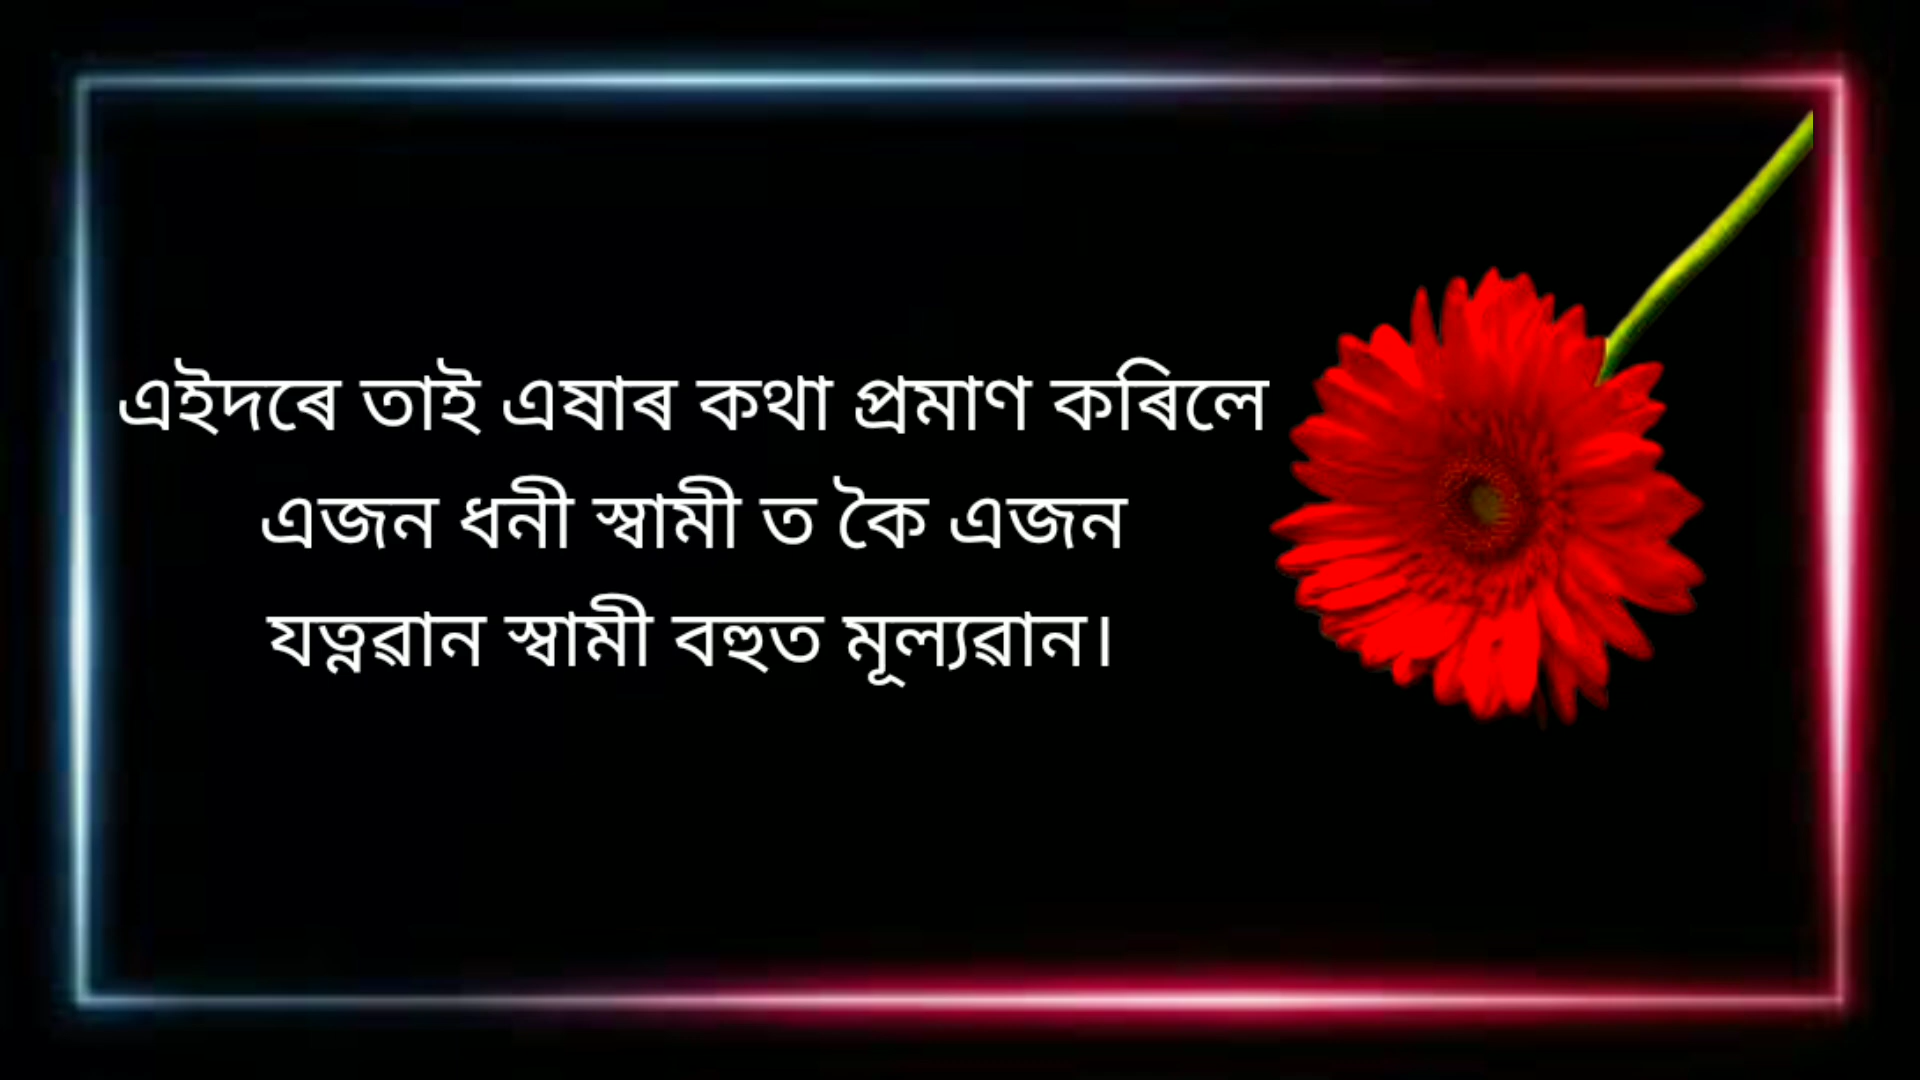 এইদৰে তাই এষাৰ কথা প্ৰমাণ কৰিলে
এজন ধনী স্বামী ত কৈ এজন
যত্নৱান স্বামী বহুত মূল্যৱান।